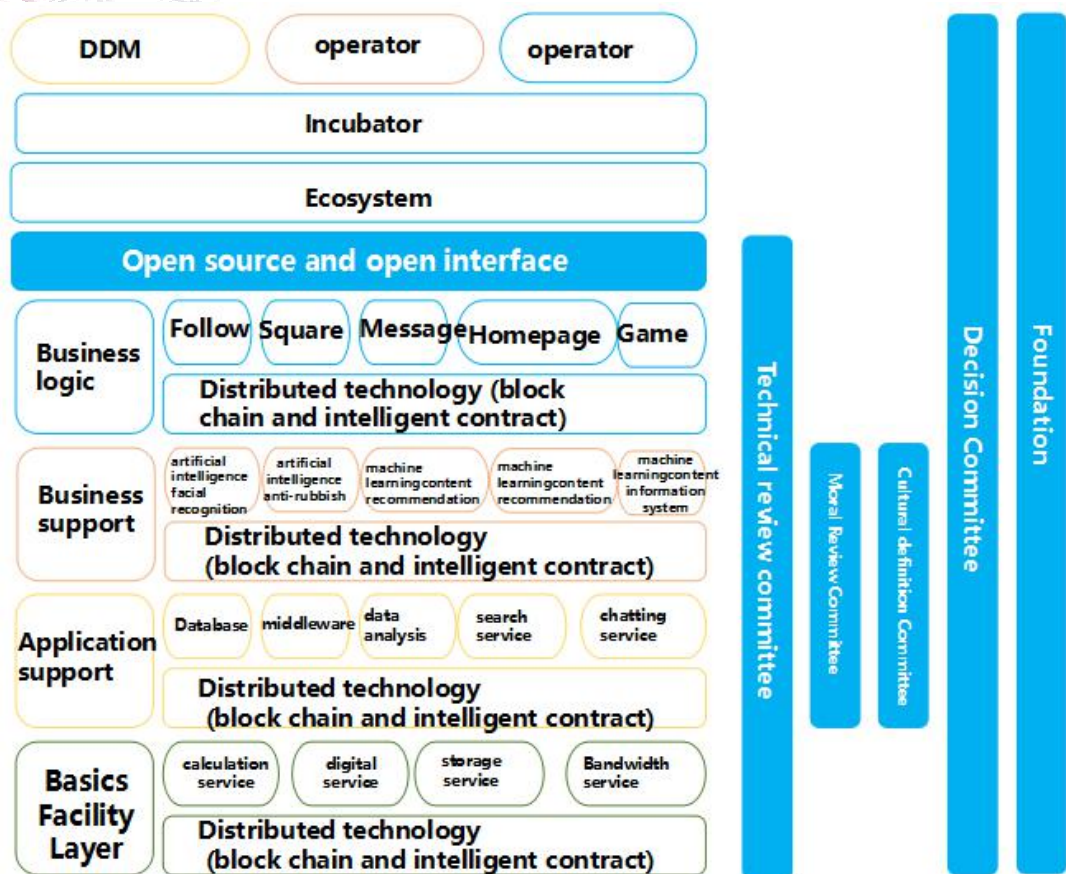 DDM
operator
operator
Incubator
Ecosystem
Open source and open interface
Business
logic
Follow
Square
Message
Homepage
Game
Distributed technology (block
chain and intelligent contract)
Business
support
artificial
intelligence
facial
recognition
artificial
intelligence
anti-rubbish
machine
learningcontent
recommendation
machine
learningcontent
recommendation
machine
learningcontent
information
system
Distributed technology
(block chain and intelligent contract)
Application
support
Database
middleware
data
analysis
search
service
chatting
service
Distributed technology
(block chain and intelligent contract)
Basics
Facility
Layer
calculation
service
digital
service
storage
service
Bandwidth
service
Distributed technology
(block chain and intelligent contract)
Technical review committee
Moral Review Committee
Cultural definition Committee
Decision Committee
Foundation